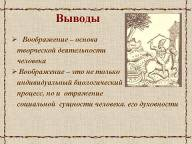 Выводы
Воображение – основа
творческой деятельности
человека
Воображение – это не только
индивидуальный биологический
процесс, но и отражение
социальной сущности человека, его духовности